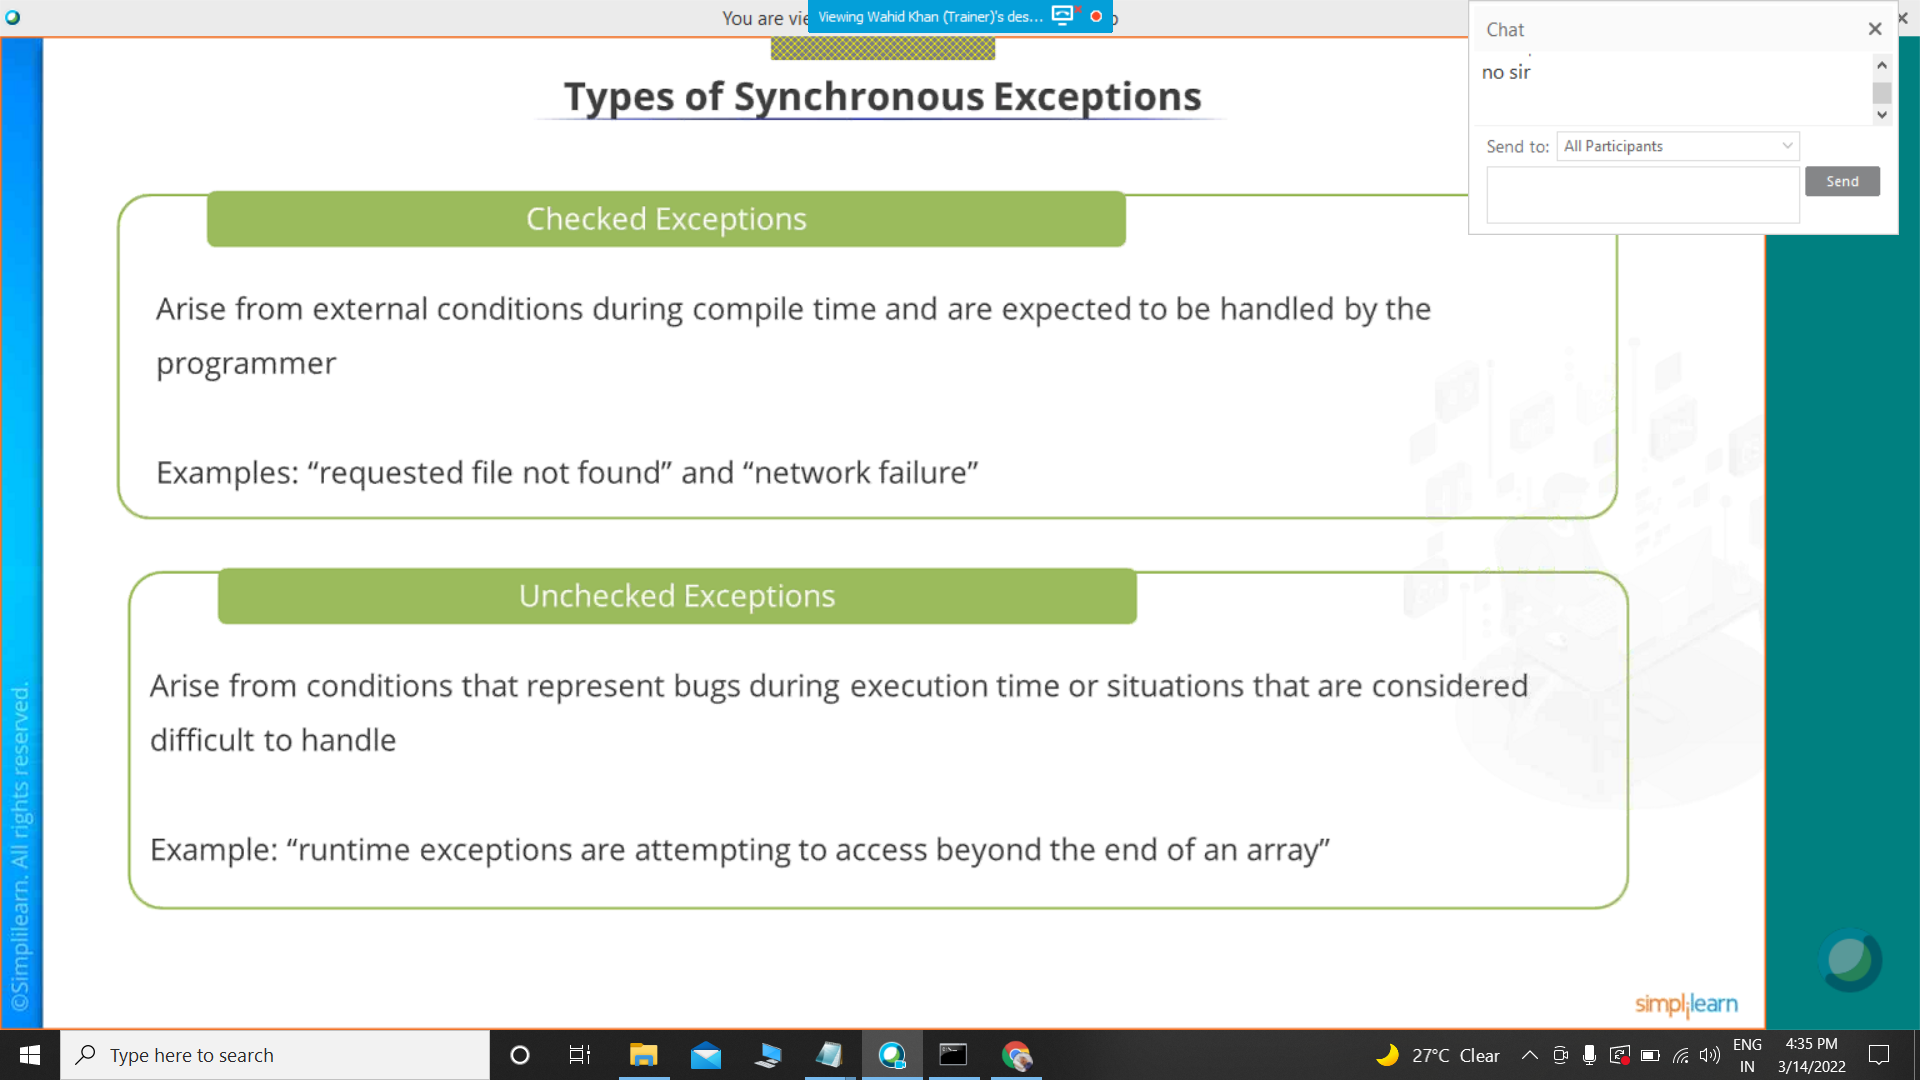 You are vie
Viewing Wahid Khan (Trainer)'s des...
Chat
no sir
Send to: All Participants
Send
Types of Synchronous Exceptions
Checked Exceptions
Arise from external conditions during compile time and are expected to be handled by the
programmer
Examples: “requested file not found” and “network failure”
Unchecked Exceptions
Arise from conditions that represent bugs during execution time or situations that are considered
difficult to handle
Example: “runtime exceptions are attempting to access beyond the end of an array”
©Simplilearn. All rights reserved.
simplilearn
Type here to search
27°C Clear
ENG
IN
4:35 PM
3/14/2022